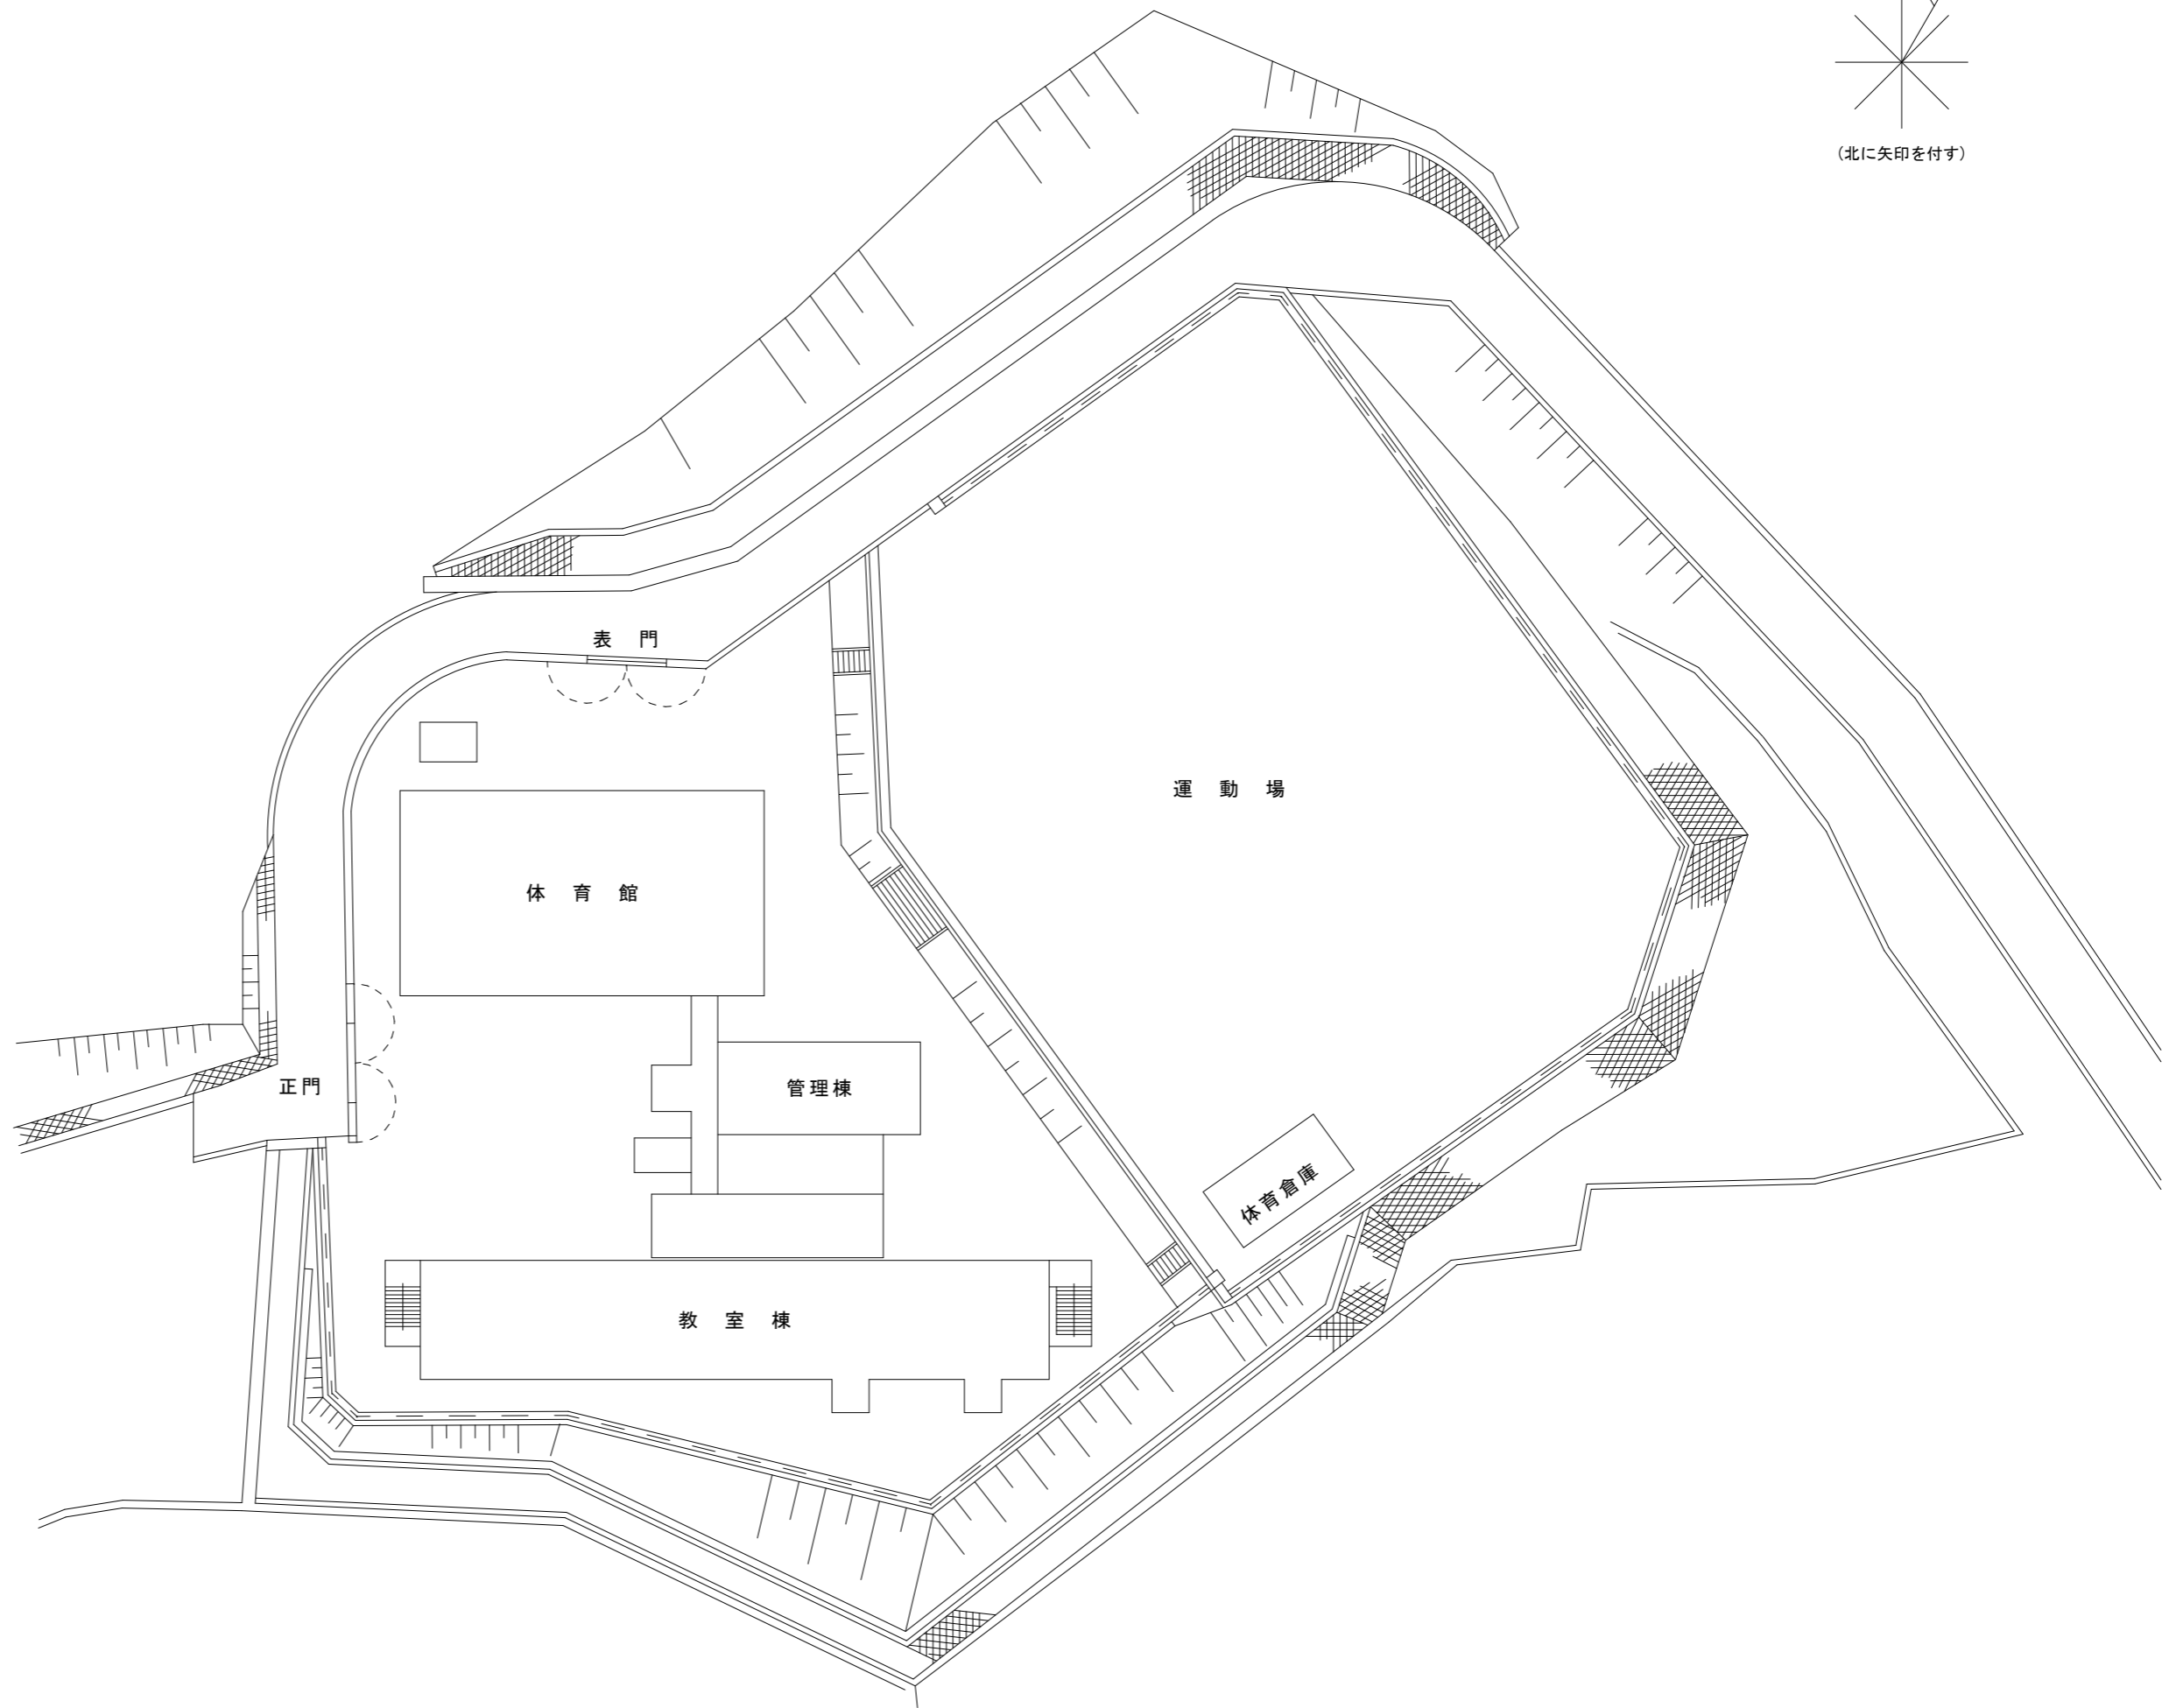 (北に矢印を付す)
表 門
運 動 場
体 育 館
正門
管理棟
体育倉庫
教 室 棟